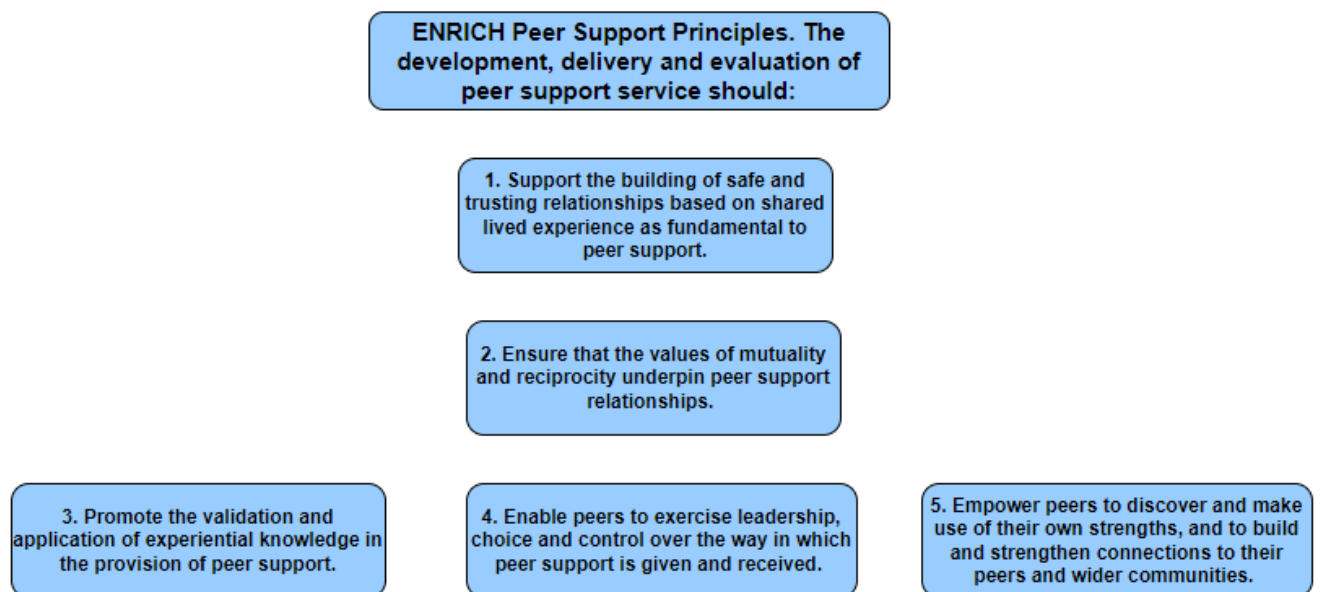 ENRICH Peer Support Principles. The
development, delivery and evaluation of
peer support service should:
1. Support the building of safe and
trusting relationships based on shared
lived experience as fundamental to
peer support.
2. Ensure that the values of mutuality
and reciprocity underpin peer support
relationships.
3. Promote the validation and
application of experiential knowledge in
the provision of peer support.
4. Enable peers to exercise leadership,
choice and control over the way in which
peer support is given and received.
5. Empower peers to discover and make
use of their own strengths, and to build
and strengthen connections to their
peers and wider communities.